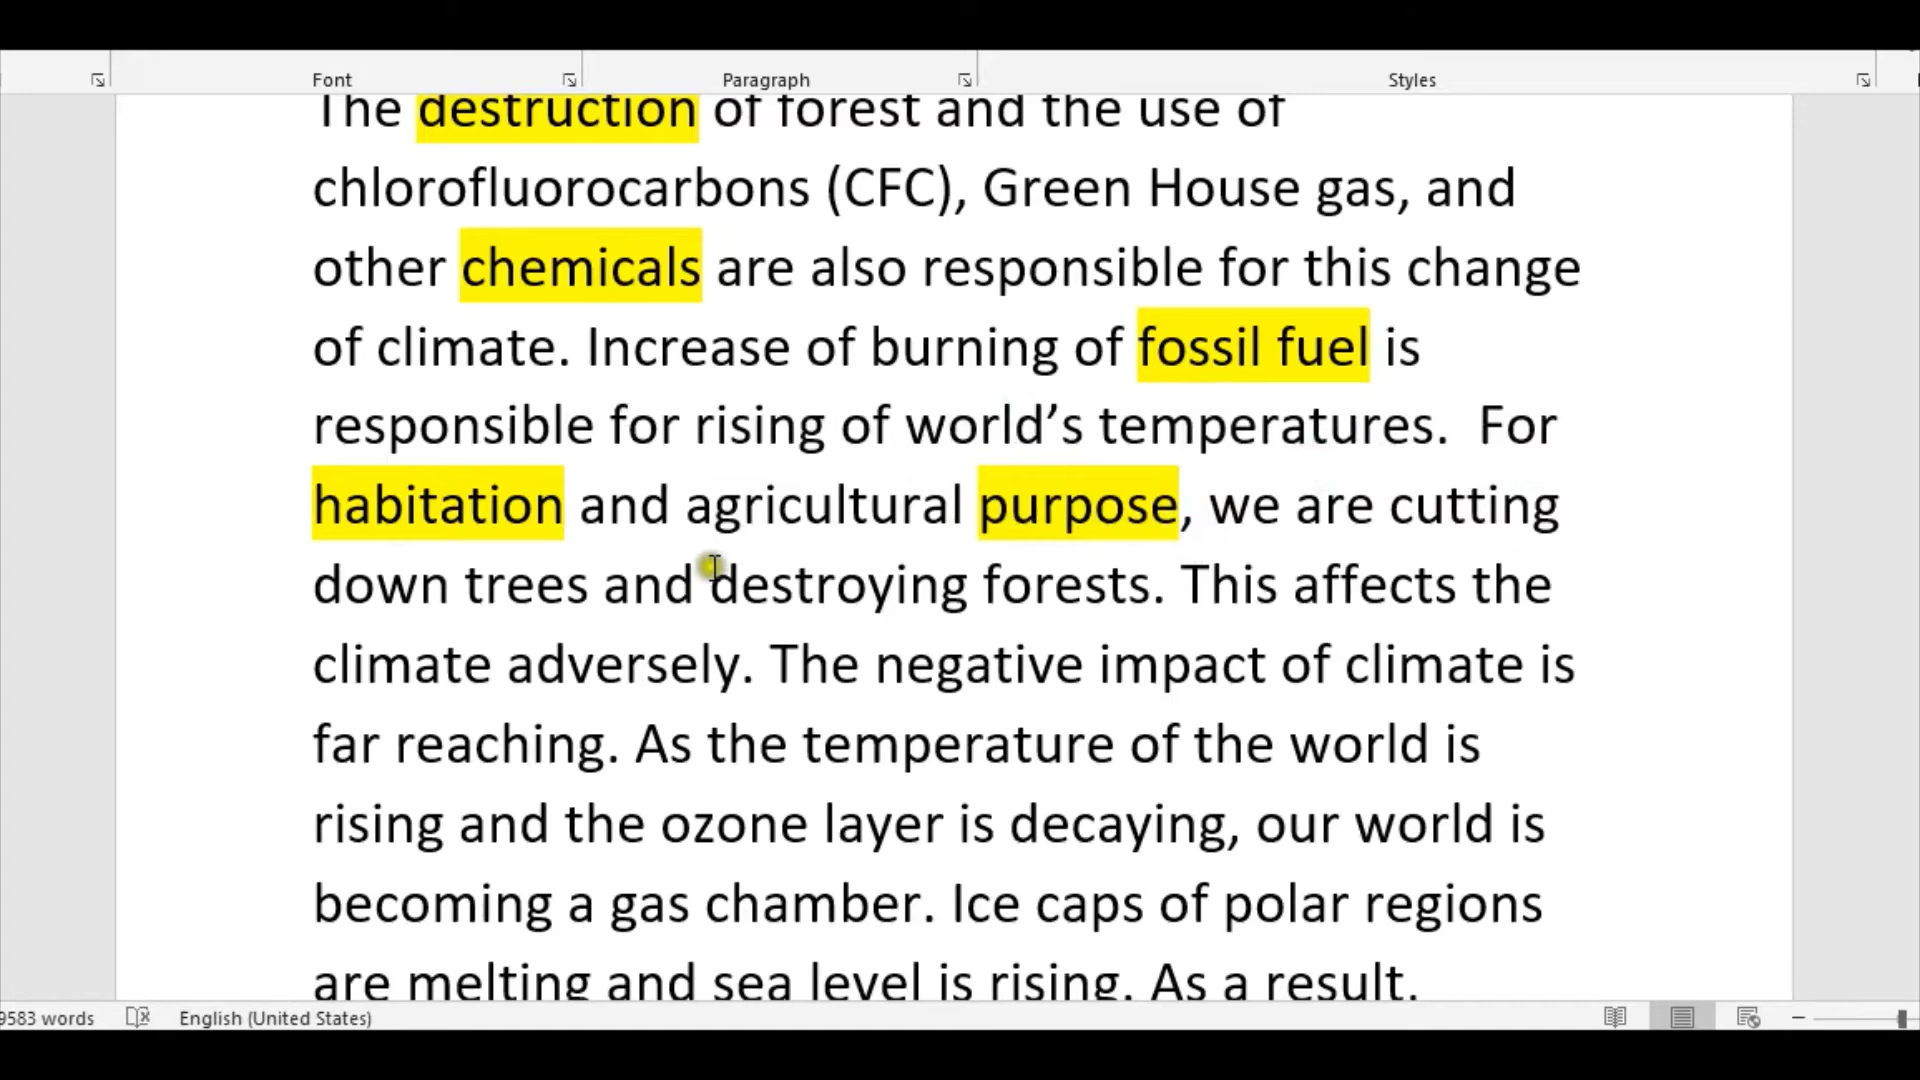 Font Paragraph Styles
The destruction of forest and the use of
chlorofluorocarbons (CFC), Green House gas, and
other chemicals are also responsible for this change
of climate. Increase of burning of fossil fuel is
responsible for rising of world’s temperatures.  For
habitation and agricultural purpose, we are cutting
down trees and destroying forests. This affects the
climate adversely. The negative impact of climate is
far reaching. As the temperature of the world is
rising and the ozone layer is decaying, our world is
becoming a gas chamber. Ice caps of polar regions
are melting and sea level is rising. As a result,
9583 words English (United States)